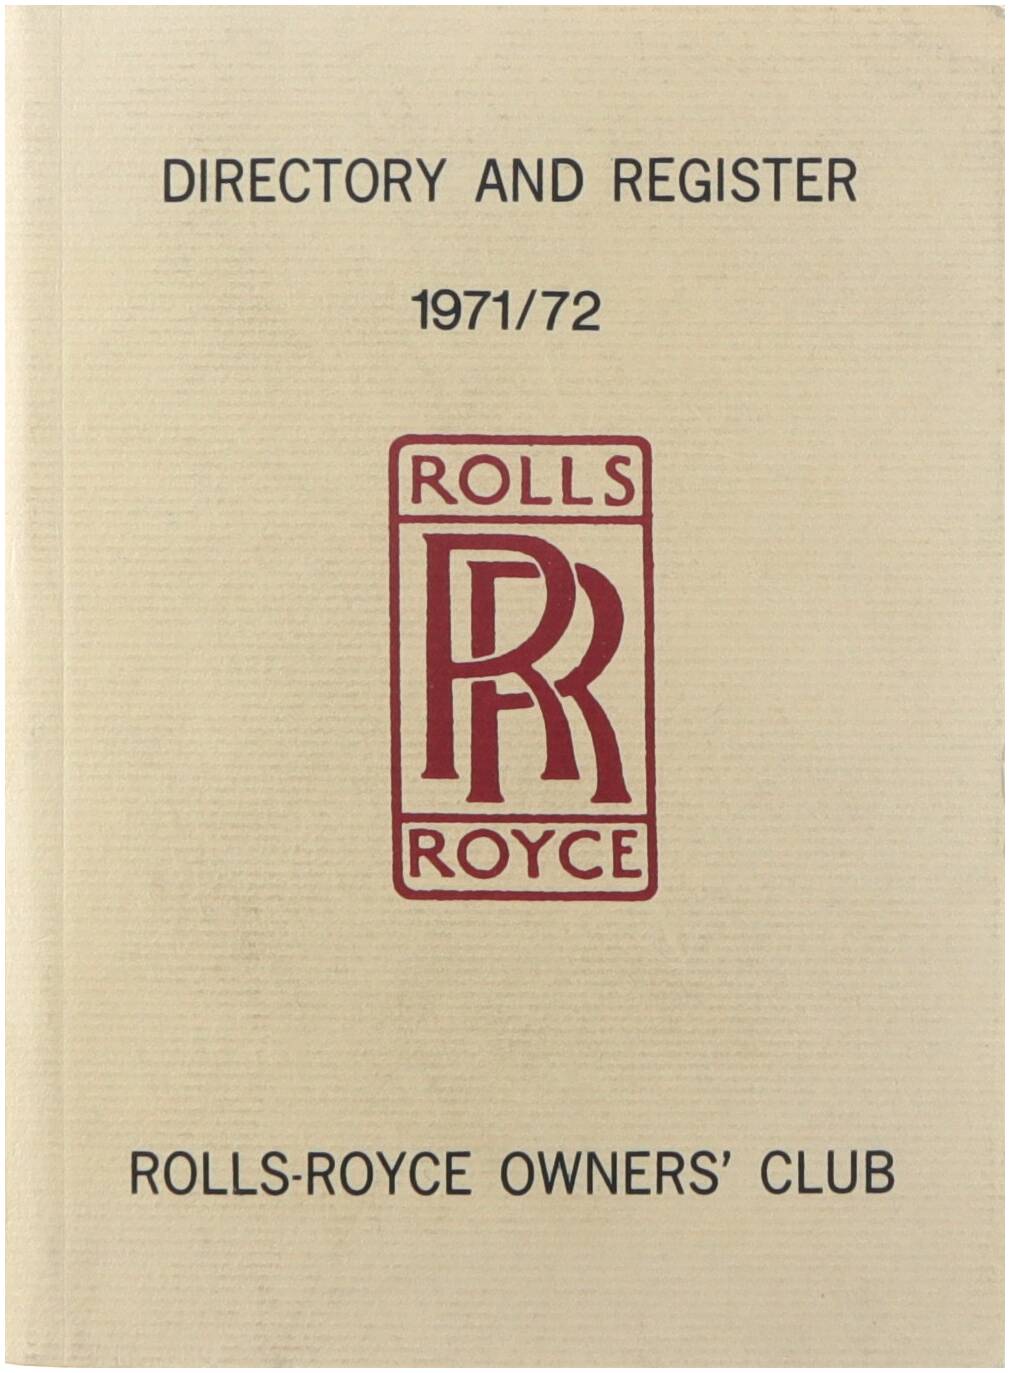 DIRECTORY AND REGISTER
1971/72
ROLLS
RR
ROYCE
ROLLS-ROYCE OWNERS' CLUB